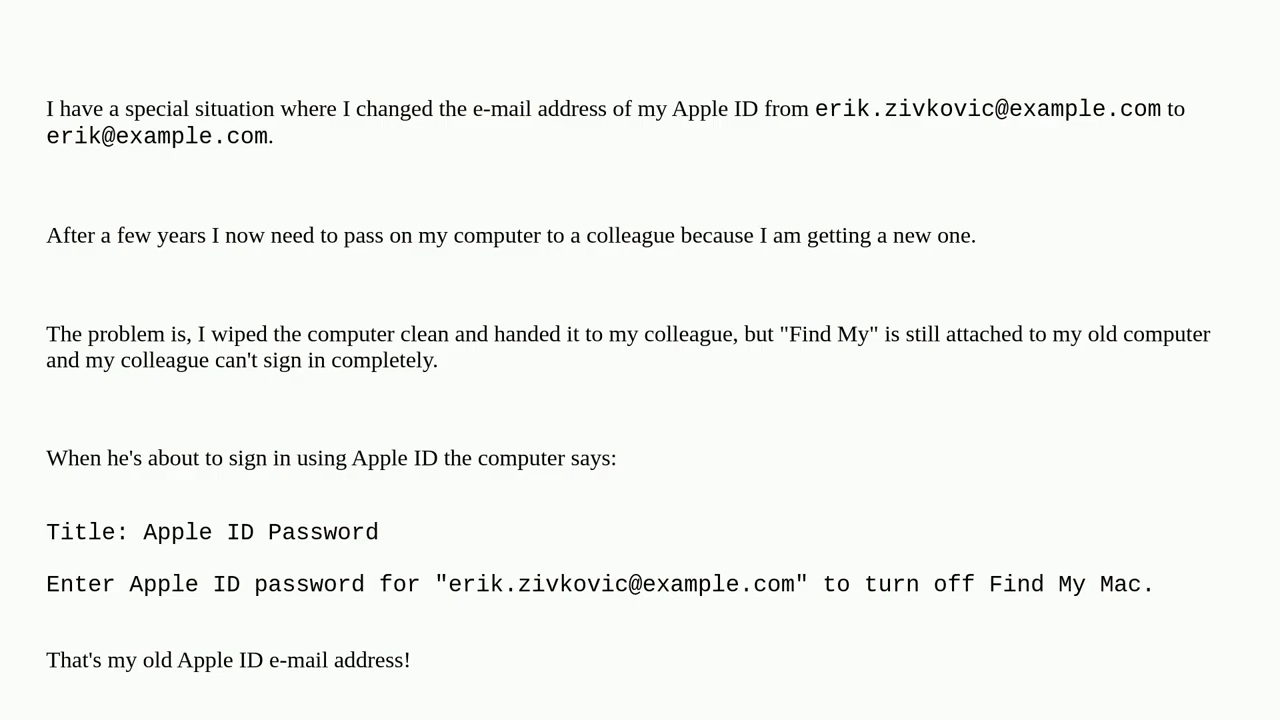 I have a special situation where I changed the e-mail address of my Apple ID from erik.zivkovic@example.com to
erik@example.com.
After a few years I now need to pass on my computer to a colleague because I am getting a new one.
The problem is, I wiped the computer clean and handed it to my colleague, but "Find My" is still attached to my old computer
and my colleague can't sign in completely.
When he's about to sign in using Apple ID the computer says:
Title: Apple ID Password
Enter Apple ID password for "erik.zivkovic@example.com" to turn off Find My Mac.
That's my old Apple ID e-mail address!